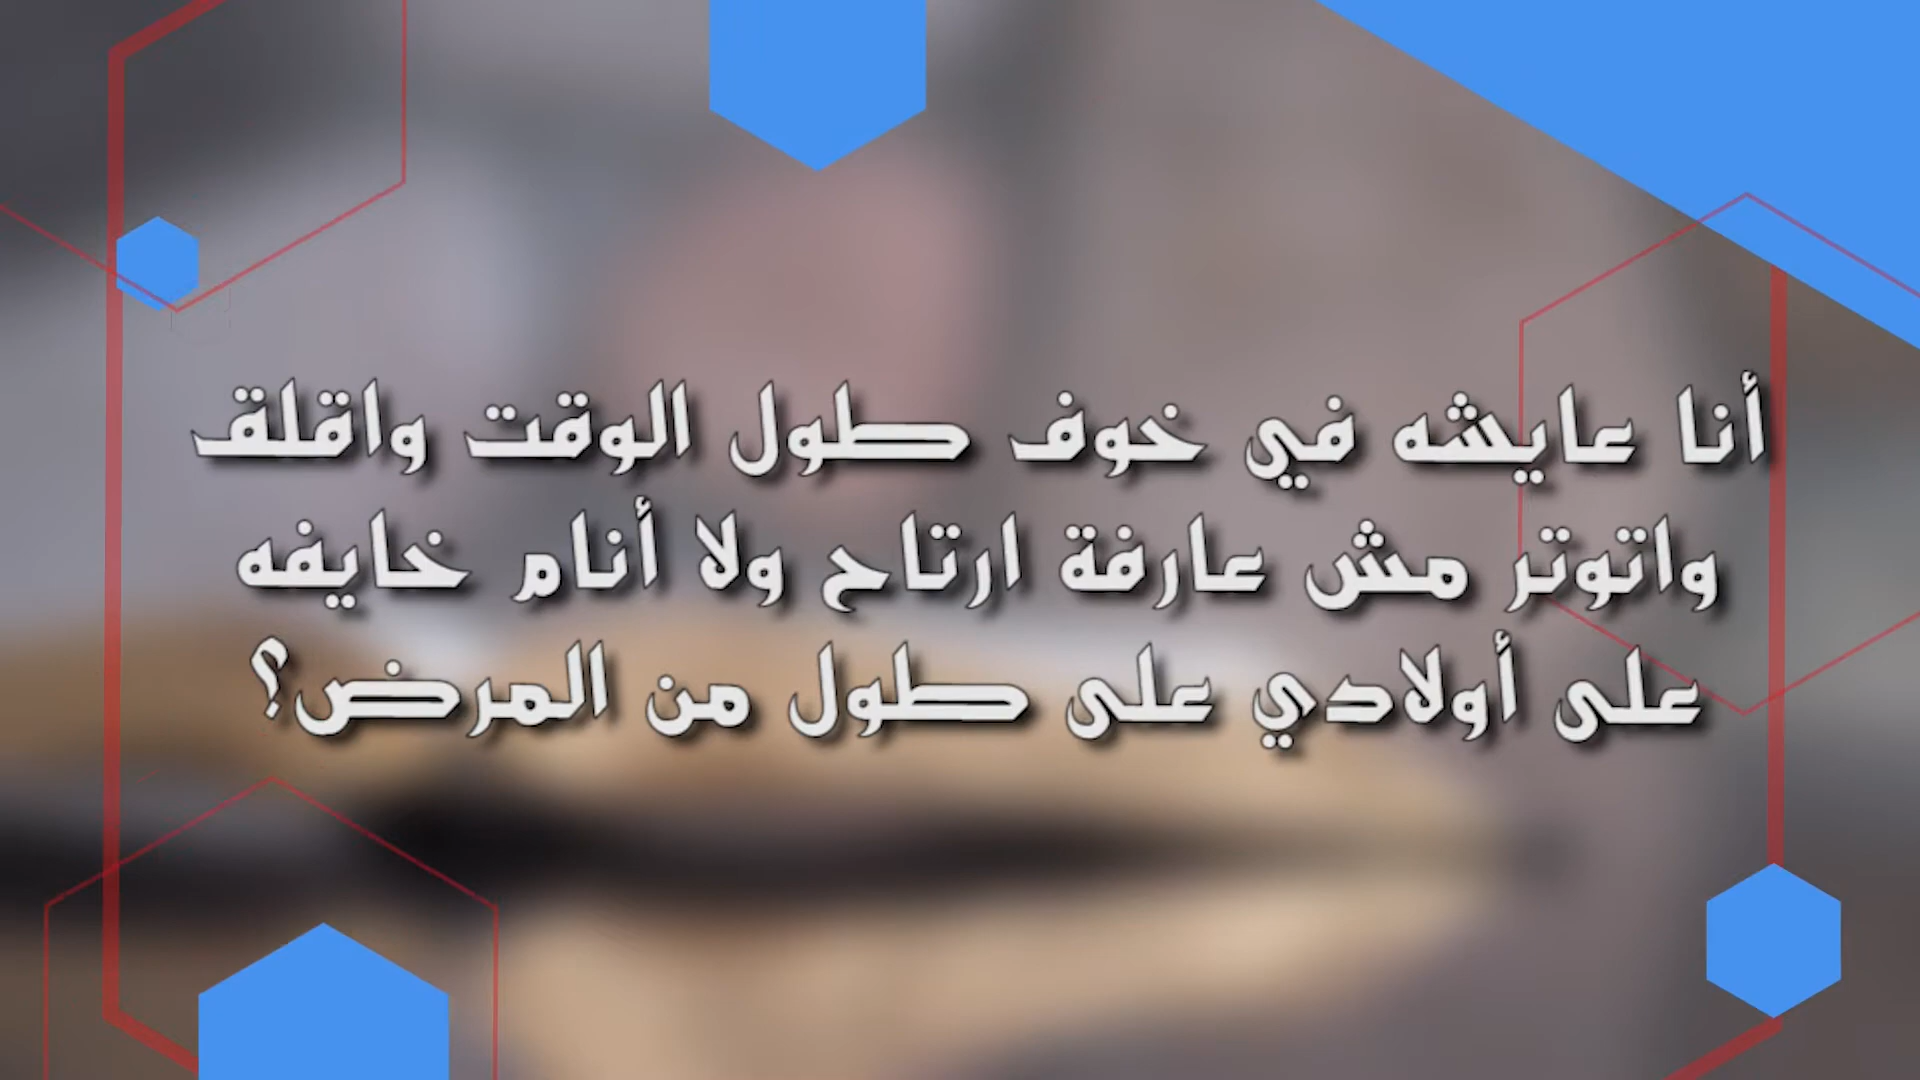 أنا عايشه في خوف طول الوقت واقلق
واتوتر مش عارفة ارتاح ولا أنام خايفه
على أولادي على طول من المرض؟